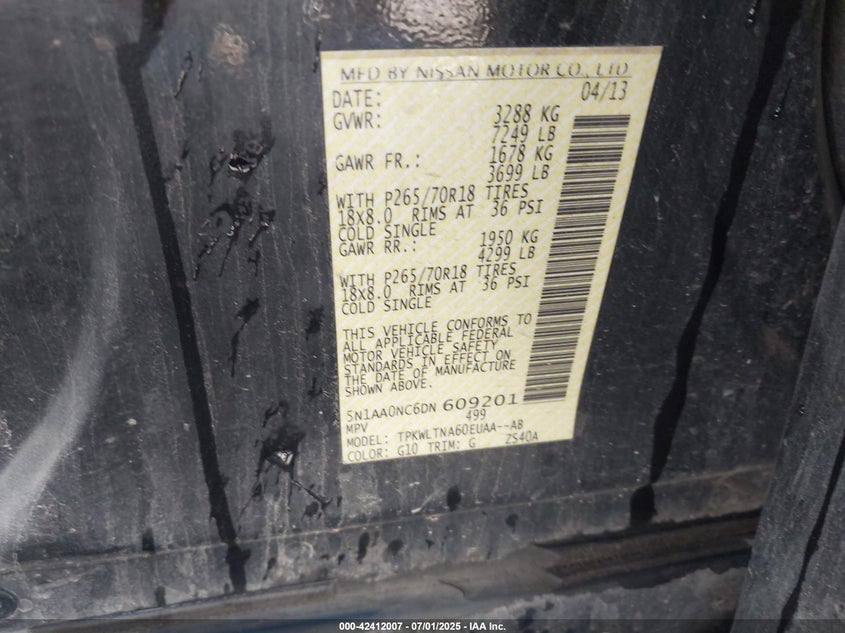 MFD BY NISSAN MOTOR CO., LTD
DATE: 04/13
GVWR: 3288 KG
7249 LB
GAWR FR.: 1678 KG
3699 LB
WITH P265/70R18 TIRES
18X8.0 RIMS AT 36 PSI
COLD SINGLE
GAWR RR.: 1950 KG
4299 LB
WITH P265/70R18 TIRES
18X8.0 RIMS AT 36 PSI
COLD SINGLE
THIS VEHICLE CONFORMS TO
ALL APPLICABLE FEDERAL
MOTOR VEHICLE SAFETY
STANDARDS IN EFFECT ON
THE DATE OF MANUFACTURE
SHOWN ABOVE.
5N1AA0NC6DN 609201
MPV 499
MODEL: TPKWLTNA60EUAA--AB
COLOR: G10 TRIM: G ZS40A
000-42412007 - 07/01/2025 - IAA Inc.